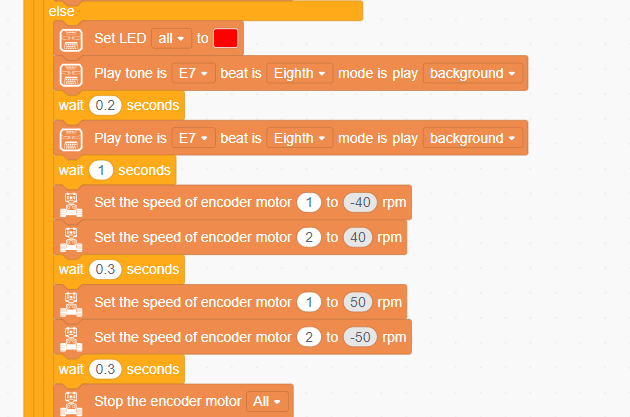 else
Set LED all to
Play tone is E7 beat is Eighth mode is play background
wait 0.2 seconds
Play tone is E7 beat is Eighth mode is play background
wait 1 seconds
Set the speed of encoder motor 1 to -40 rpm
Set the speed of encoder motor 2 to 40 rpm
wait 0.3 seconds
Set the speed of encoder motor 1 to 50 rpm
Set the speed of encoder motor 2 to -50 rpm
wait 0.3 seconds
Stop the encoder motor All